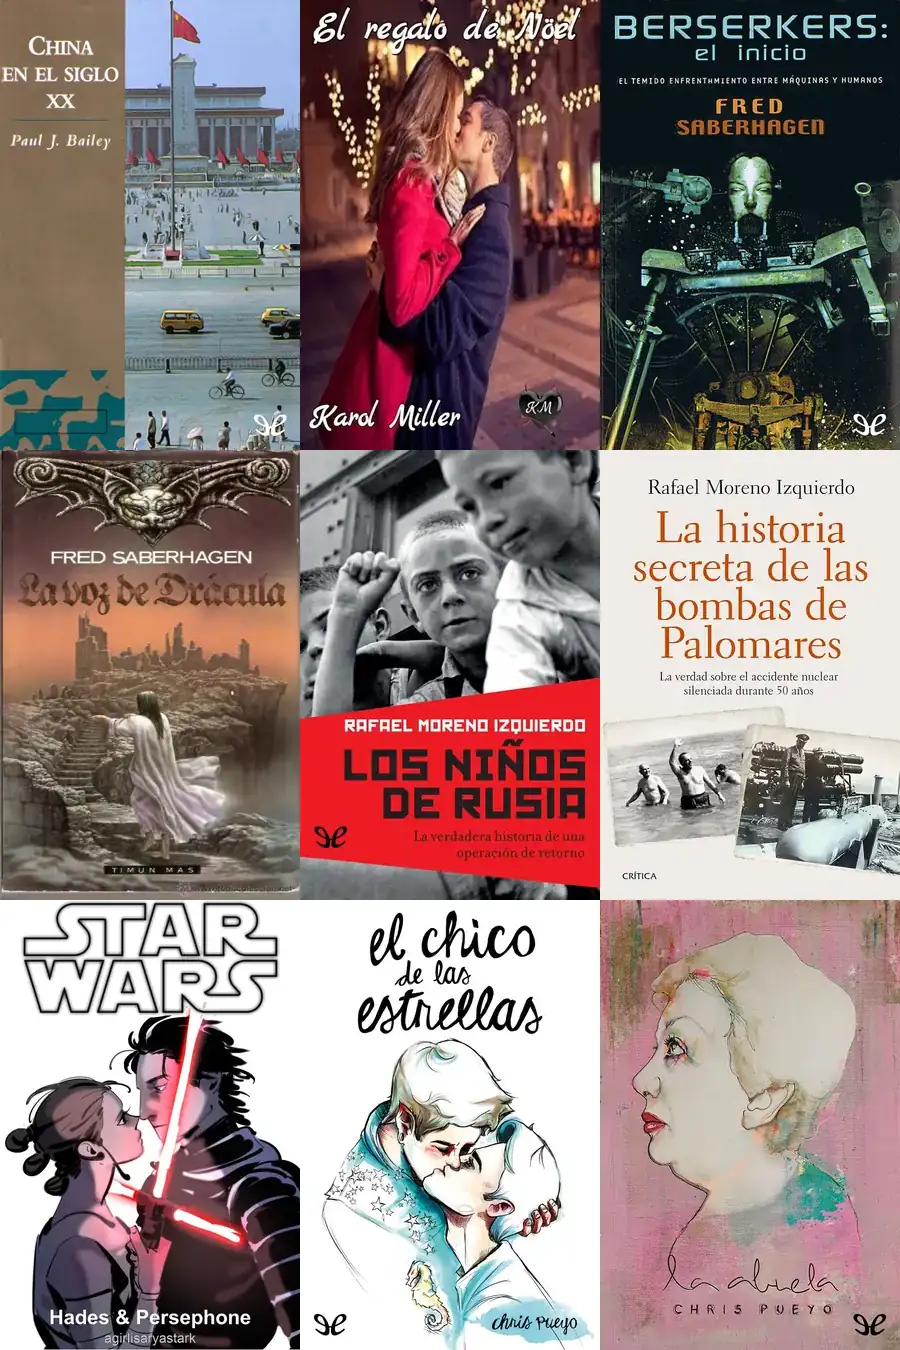 CHINA
EN EL SIGLO
XX
Paul J. Bailey
El regalo de Nöel
Karol Miller
KM
BERSERKERS:
el inicio
EL TEMIDO ENFRENTAMIENTO ENTRE MÁQUINAS Y HUMANOS
FRED
SABERHAGEN
FRED SABERHAGEN
La voz de Drácula
TIMUN MAS
RAFAEL MORENO IZQUIERDO
LOS NIÑOS
DE RUSIA
La verdadera historia de una
operación de retorno
Rafael Moreno Izquierdo
La historia
secreta de las
bombas de
Palomares
La verdad sobre el accidente nuclear
silenciada durante 50 años
CRÍTICA
STAR
WARS
Hades & Persephone
agirlisaryastark
el chico
de las
estrellas
chris Pueyo
la abuela
CHRIS PUEYO